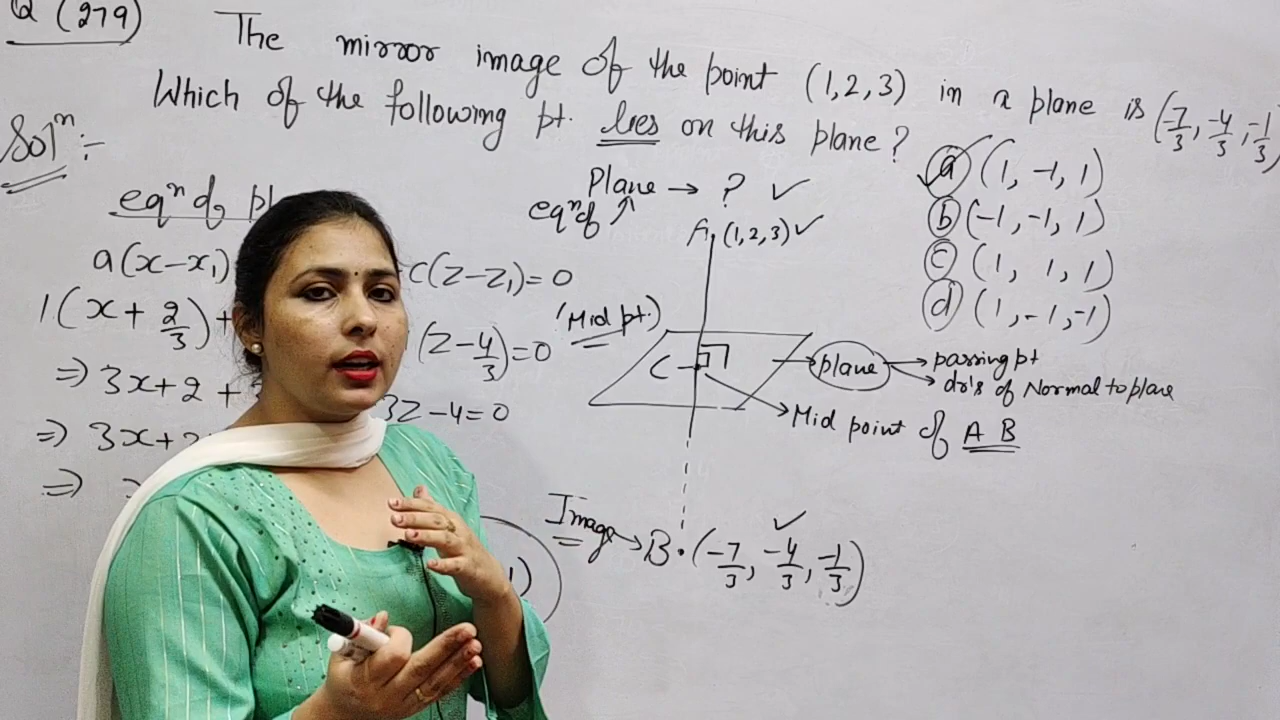 Q (279)
The mirror image of the point (1,2,3) in a plane is (-7/3, -4/3, -1/3)
Which of the following pt. lies on this plane?
Solⁿ :-
(a) (1, -1, 1)
(b) (-1, -1, 1)
(c) (1, 1, 1)
(d) (1, -1, -1)
Plane → ? ✓
eqⁿ of ↑
A (1,2,3) ✓
eqⁿ of pl
a(x-x₁) c(z-z₁)=0
1(x+2/3)+ (z-4/3)=0
⇒ 3x+2+ 3z-4=0
⇒ 3x+3
⇒
(Mid pt.)
C
plane → passing pt
→ dr's of Normal to plane
Mid point of AB
Image → B. (-7/3, -4/3, -1/3) ✓
1)